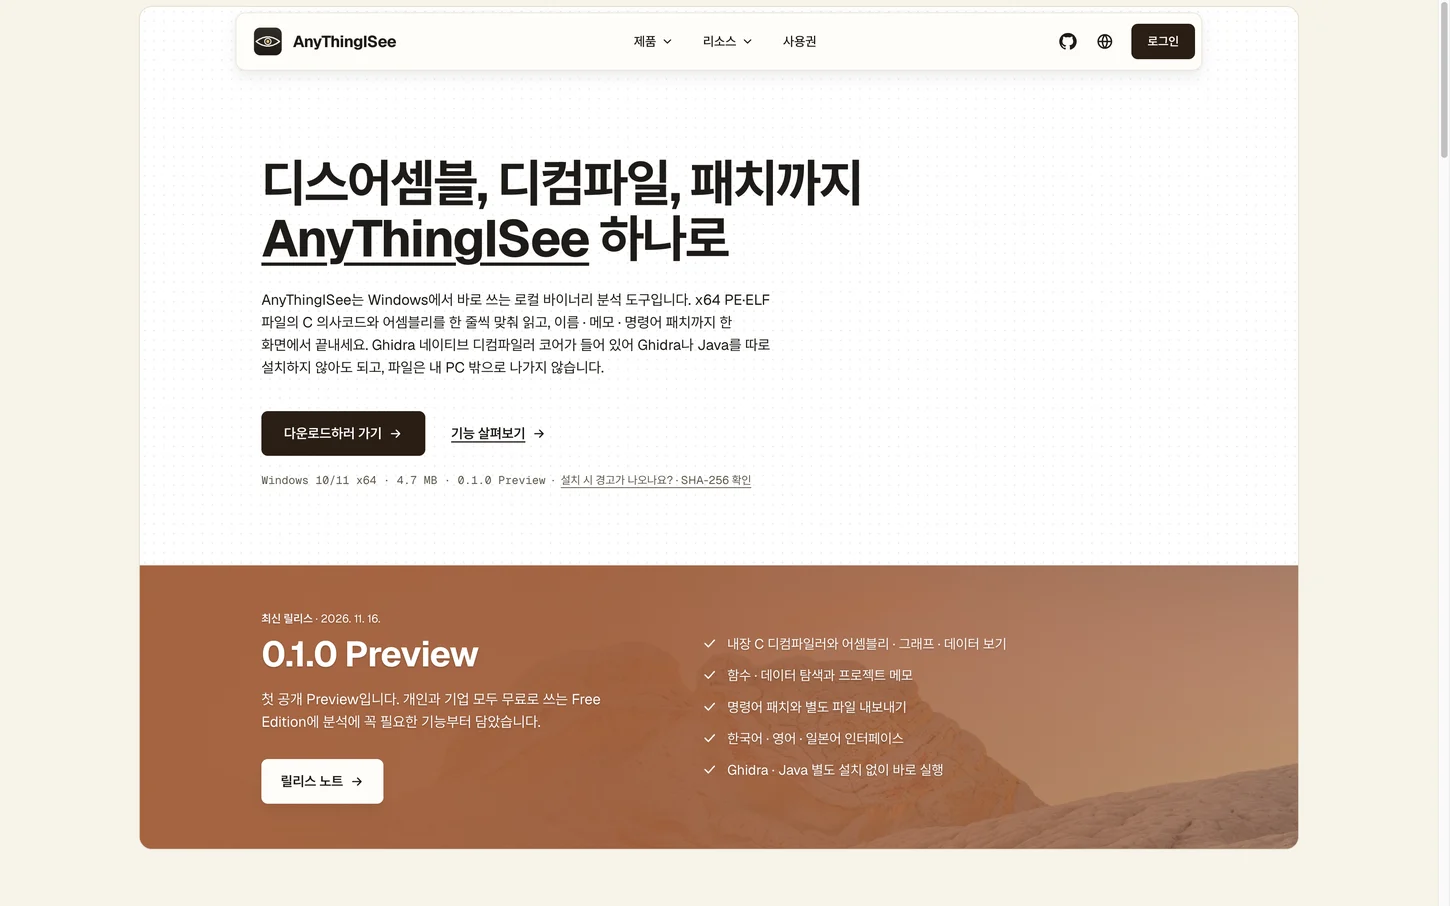 AnyThingISee
제품
리소스
사용권
로그인
디스어셈블, 디컴파일, 패치까지
AnyThingISee 하나로
AnyThingISee는 Windows에서 바로 쓰는 로컬 바이너리 분석 도구입니다. x64 PE·ELF
파일의 C 의사코드와 어셈블리를 한 줄씩 맞춰 읽고, 이름 · 메모 · 명령어 패치까지 한
화면에서 끝내세요. Ghidra 네이티브 디컴파일러 코어가 들어 있어 Ghidra나 Java를 따로
설치하지 않아도 되고, 파일은 내 PC 밖으로 나가지 않습니다.
다운로드하러 가기 →
기능 살펴보기 →
Windows 10/11 x64 · 4.7 MB · 0.1.0 Preview · 설치 시 경고가 나오나요? · SHA-256 확인
최신 릴리스 · 2026. 11. 16.
0.1.0 Preview
첫 공개 Preview입니다. 개인과 기업 모두 무료로 쓰는 Free
Edition에 분석에 꼭 필요한 기능부터 담았습니다.
릴리스 노트 →
내장 C 디컴파일러와 어셈블리 · 그래프 · 데이터 보기
함수 · 데이터 탐색과 프로젝트 메모
명령어 패치와 별도 파일 내보내기
한국어 · 영어 · 일본어 인터페이스
Ghidra · Java 별도 설치 없이 바로 실행